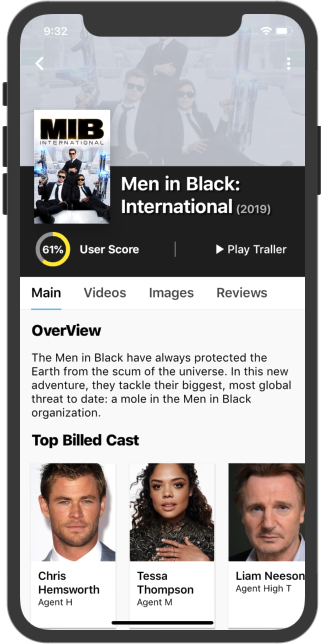 9:32
MIB
INTERNATIONAL
Men in Black:
International (2019)
61% User Score | ▶ Play Traller
Main Videos Images Reviews
OverView
The Men in Black have always protected the
Earth from the scum of the universe. In this new
adventure, they tackle their biggest, most global
threat to date: a mole in the Men in Black
organization.
Top Billed Cast
Chris
Hemsworth
Agent H
Tessa
Thompson
Agent M
Liam Neeson
Agent High T